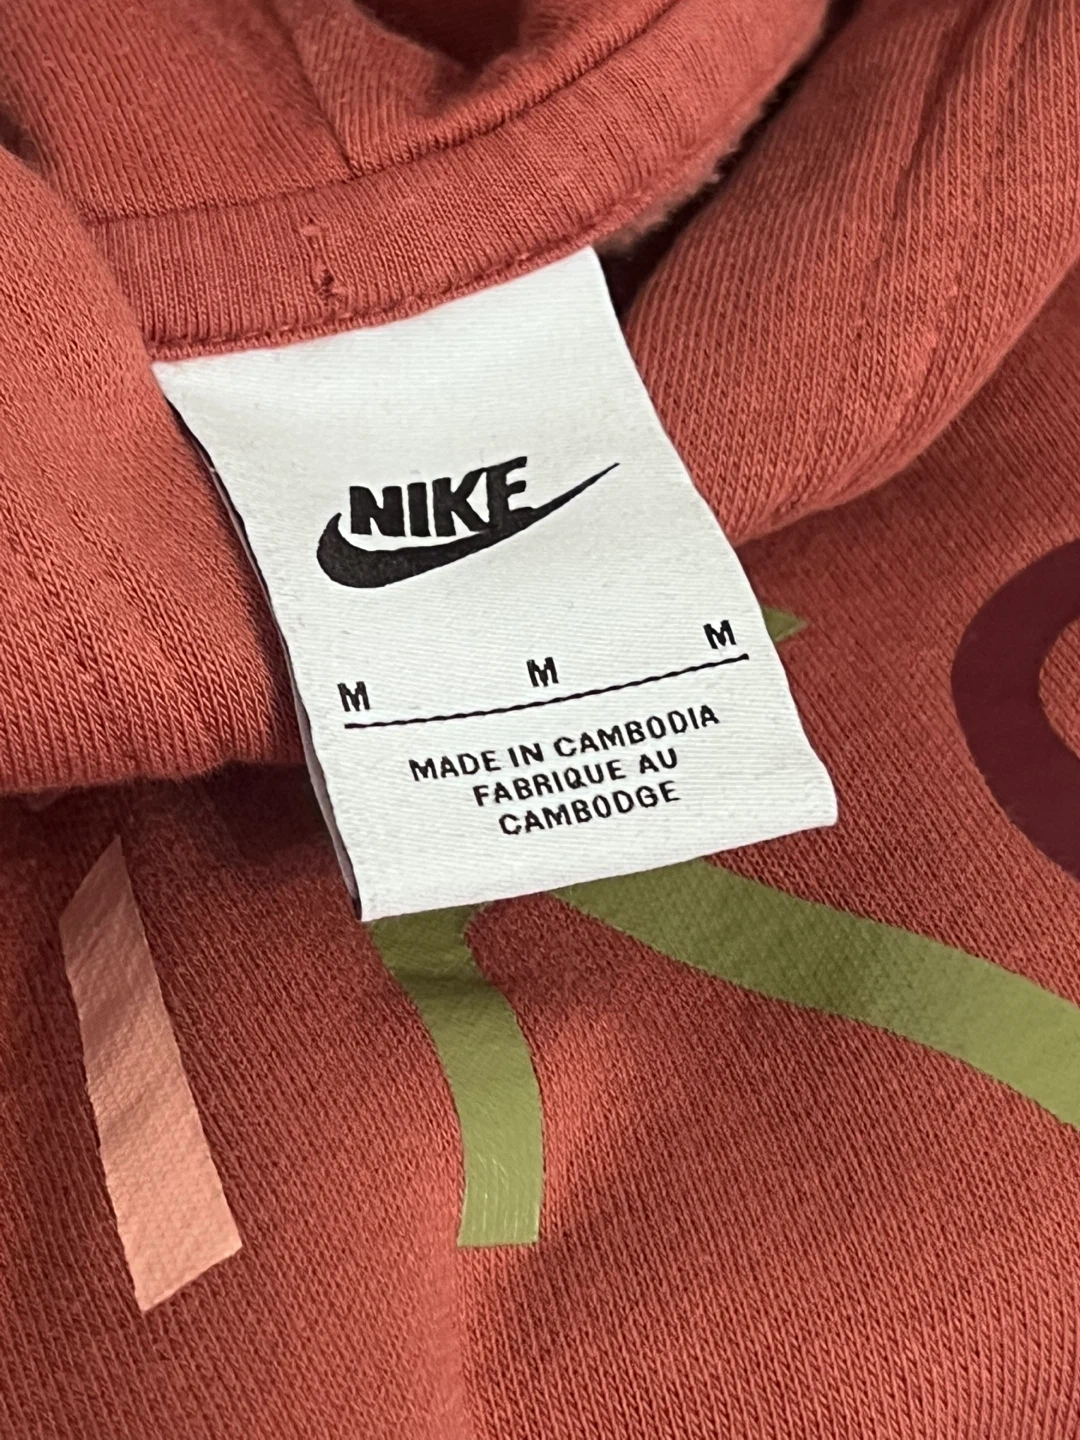 NIKE
M M M
MADE IN CAMBODIA
FABRIQUE AU
CAMBODGE